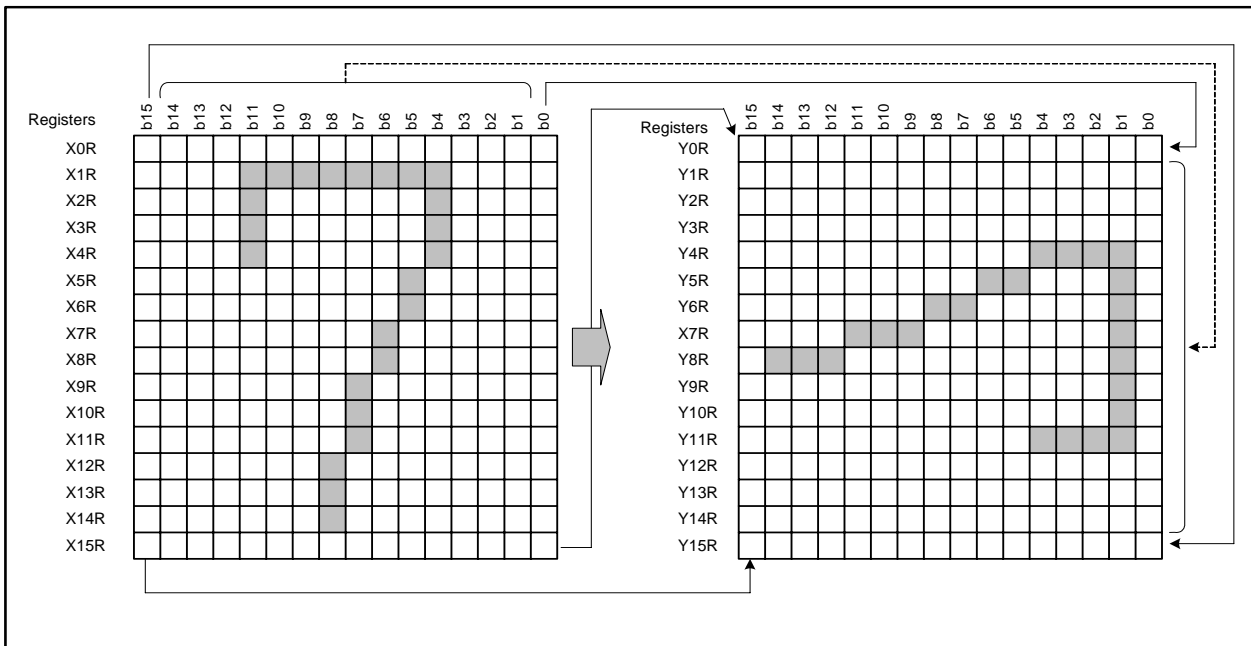 Registers b15 b14 b13 b12 b11 b10 b9 b8 b7 b6 b5 b4 b3 b2 b1 b0
X0R
X1R
X2R
X3R
X4R
X5R
X6R
X7R
X8R
X9R
X10R
X11R
X12R
X13R
X14R
X15R
Registers b15 b14 b13 b12 b11 b10 b9 b8 b7 b6 b5 b4 b3 b2 b1 b0
Y0R
Y1R
Y2R
Y3R
Y4R
Y5R
Y6R
X7R
Y8R
Y9R
Y10R
Y11R
Y12R
Y13R
Y14R
Y15R